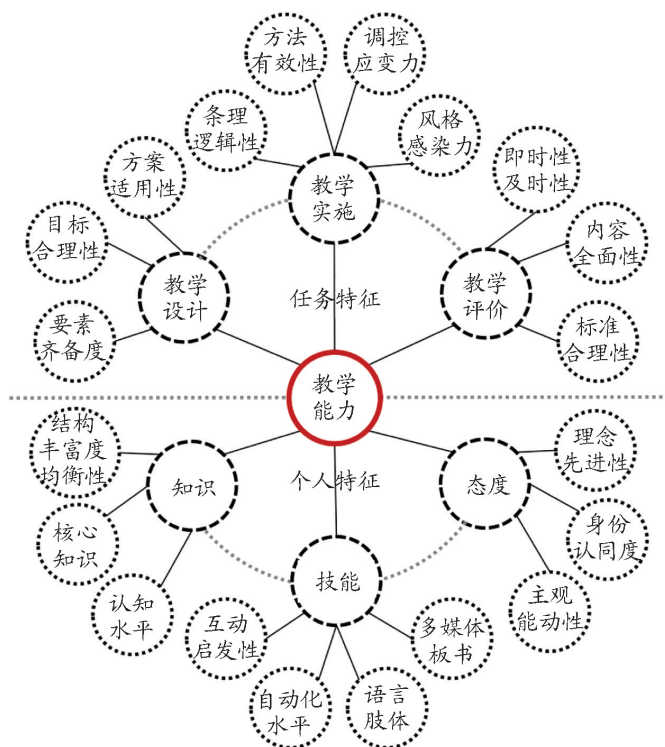 方法
有效性
调控
应变力
条理
逻辑性
风格
感染力
方案
适用性
教学
实施
即时性
及时性
目标
合理性
内容
全面性
教学
设计
任务特征
教学
评价
要素
齐备度
标准
合理性
教学
能力
结构
丰富度
均衡性
知识
个人特征
态度
理念
先进性
核心
知识
身份
认同度
技能
认知
水平
主观
能动性
互动
启发性
多媒体
板书
自动化
水平
语言
肢体